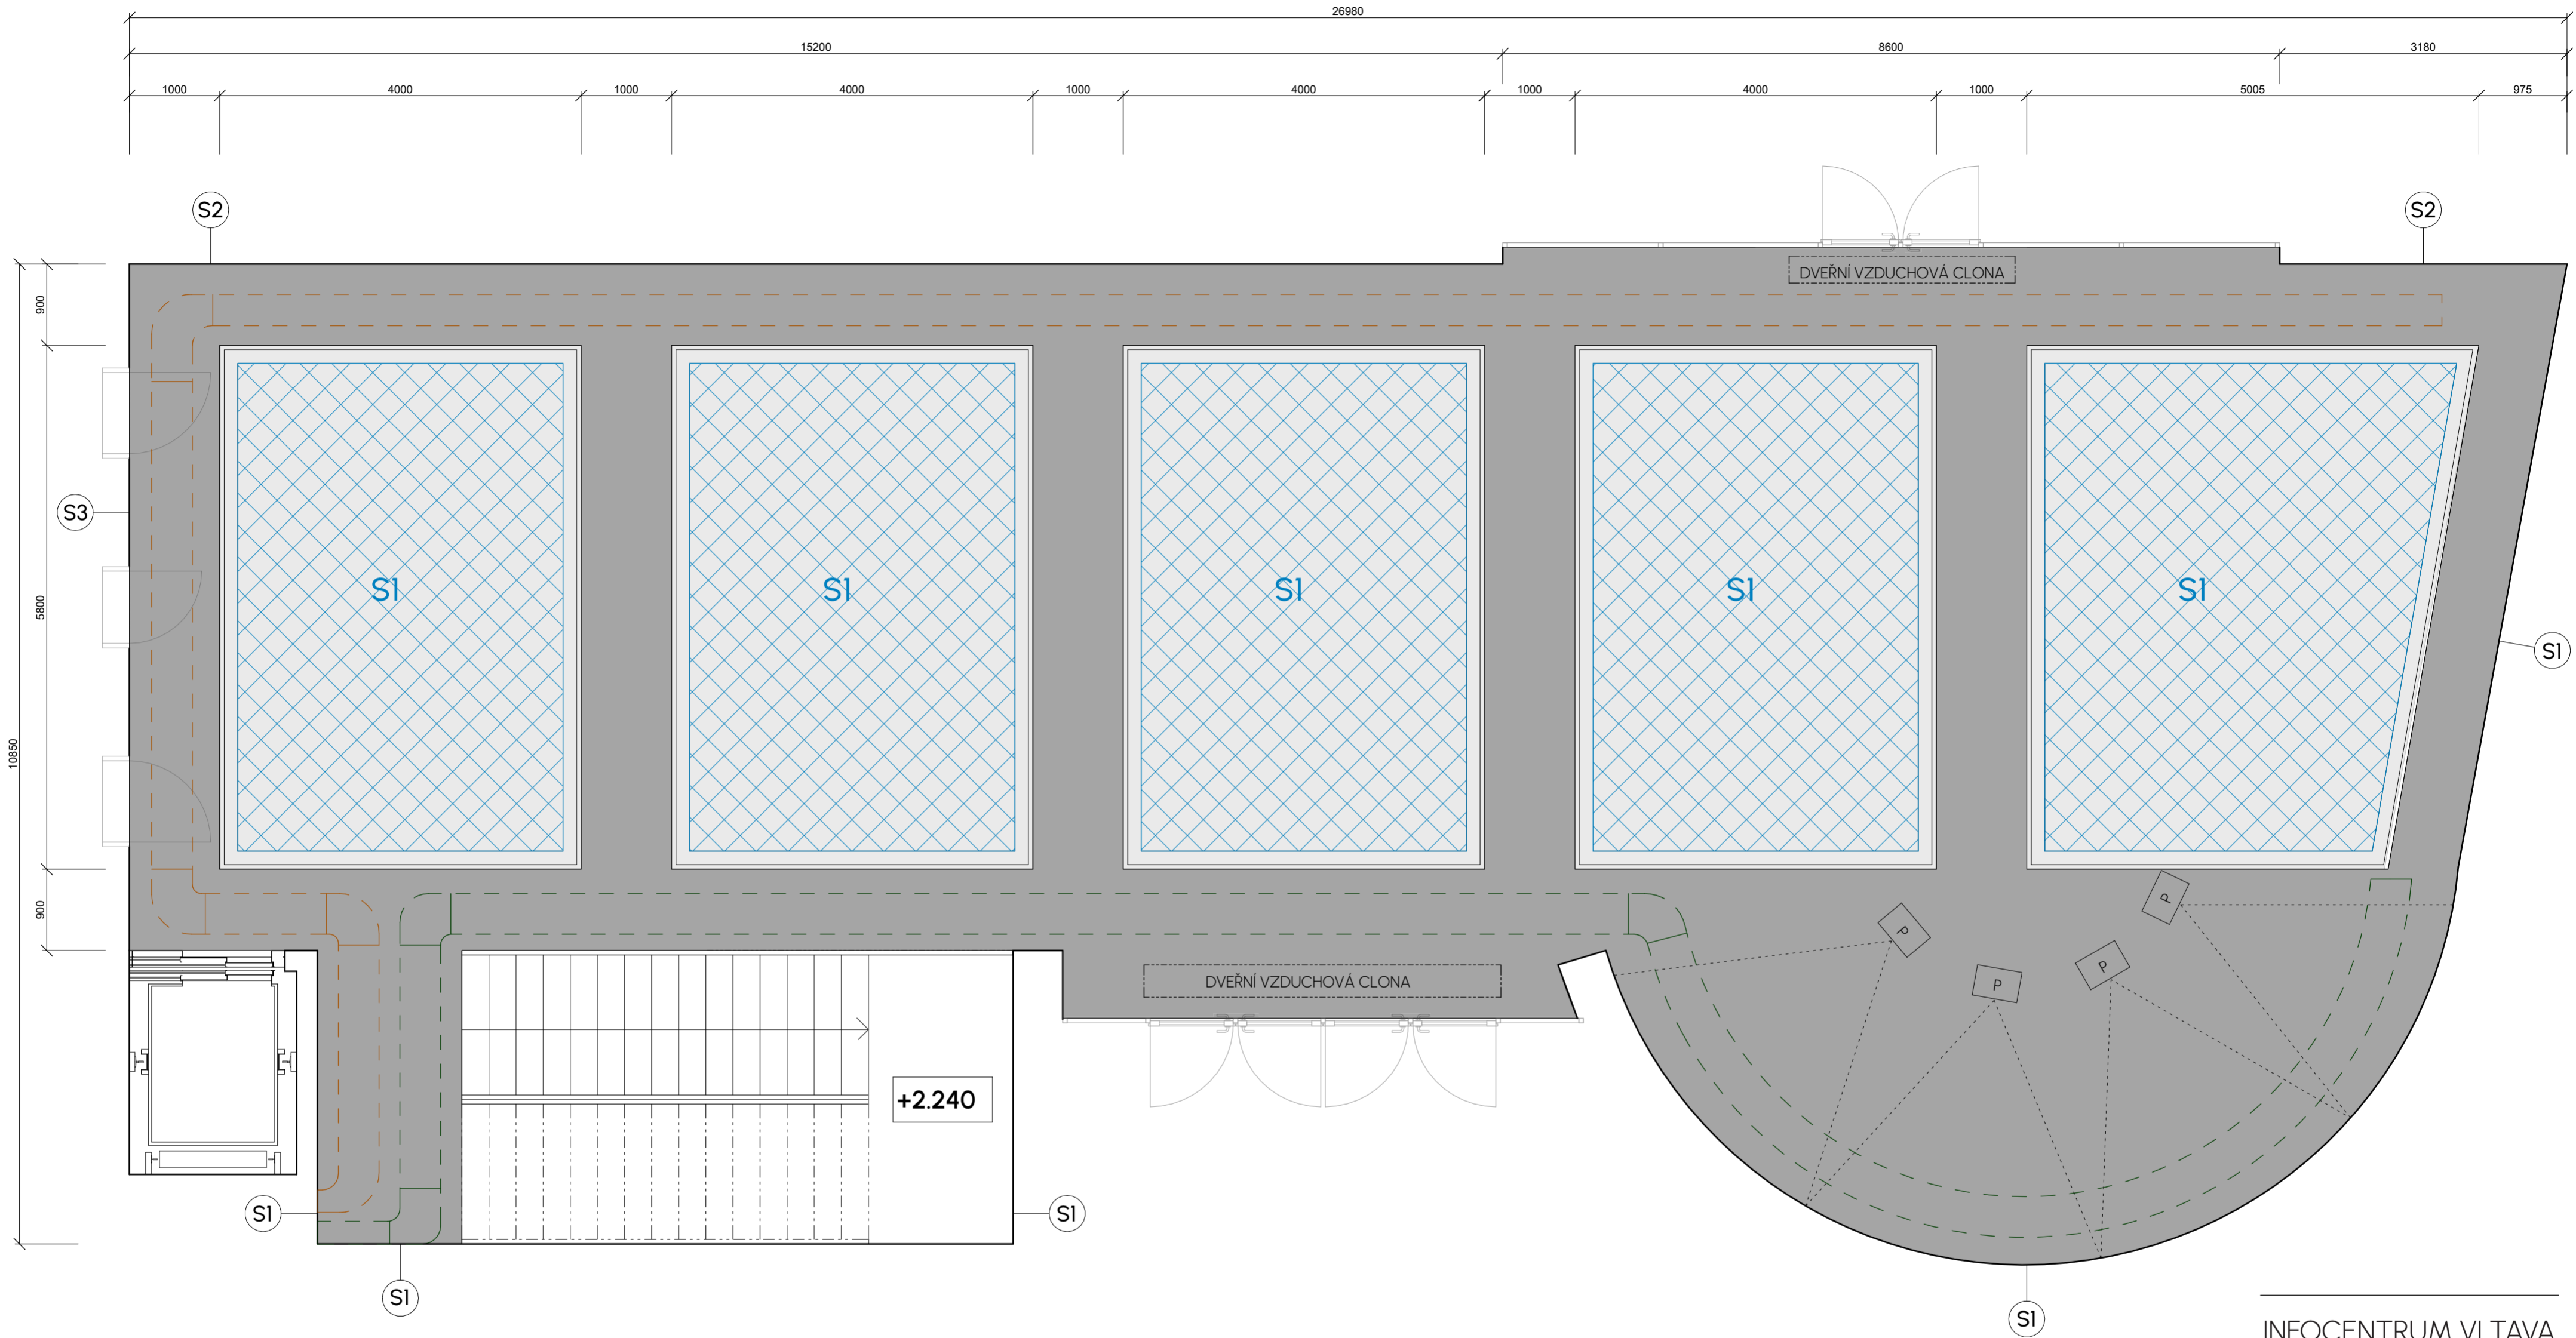 26980
15200 8600 3180
1000 4000 1000 4000 1000 4000 1000 4000 1000 5005 975
S2 S2
DVEŘNÍ VZDUCHOVÁ CLONA
900
S3
5800
S1 S1 S1 S1 S1
S1
10850
900
P
P
P
P
DVEŘNÍ VZDUCHOVÁ CLONA
+2.240
S1 S1
S1
S1
INFOCENTRUM VLTAVA